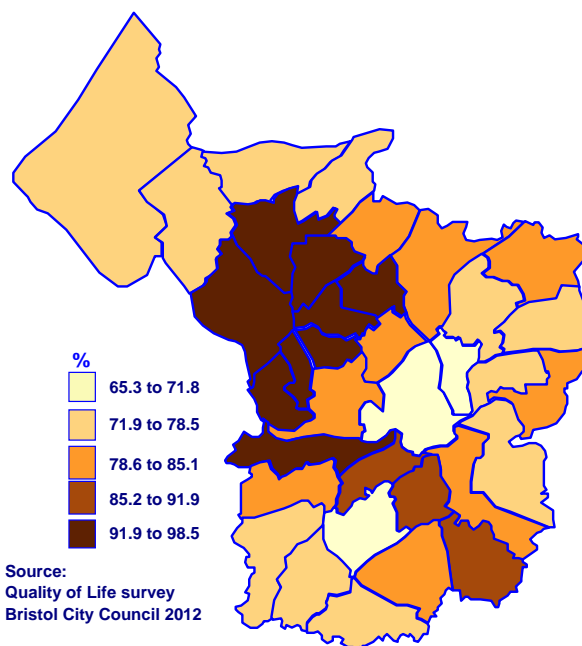 %
65.3 to 71.8
71.9 to 78.5
78.6 to 85.1
85.2 to 91.9
91.9 to 98.5
Source:
Quality of Life survey
Bristol City Council 2012